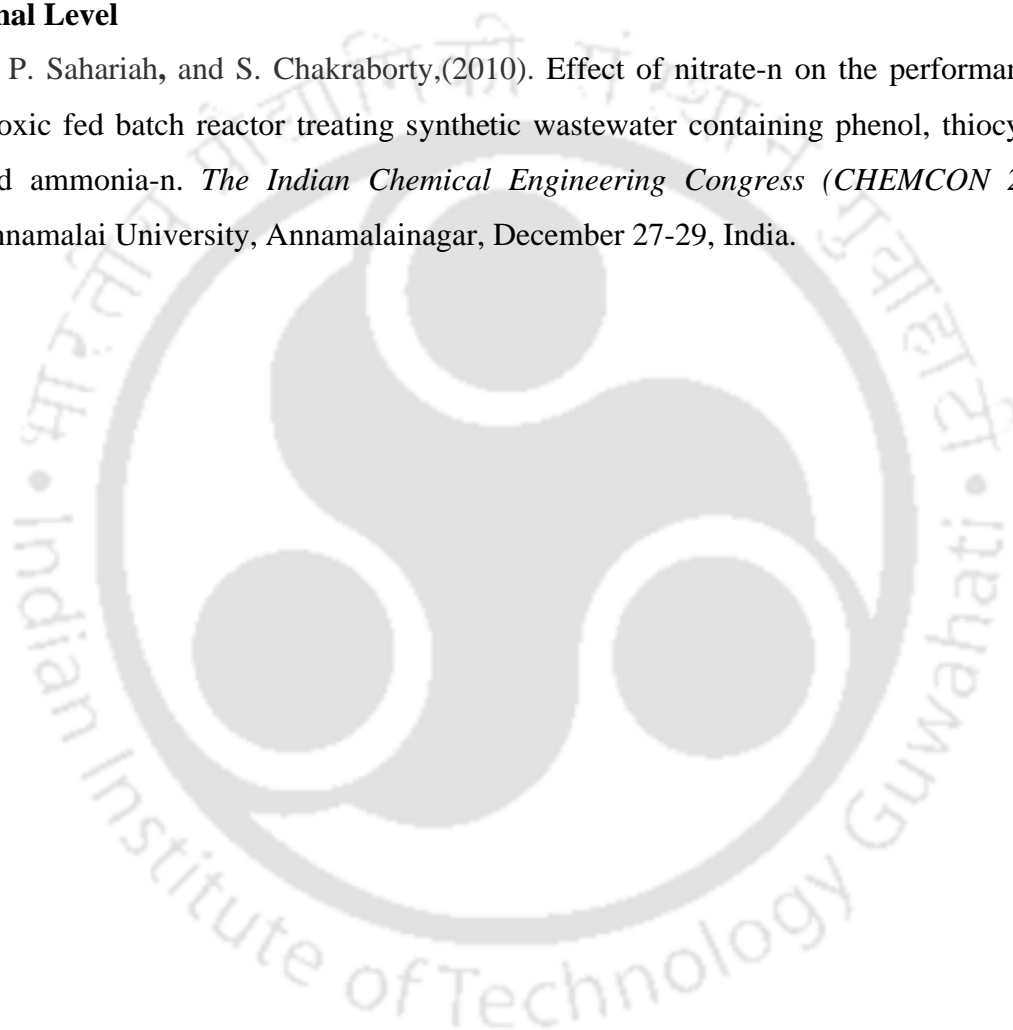 nal Level
P. Sahariah, and S. Chakraborty,(2010). Effect of nitrate-n on the performan
oxic fed batch reactor treating synthetic wastewater containing phenol, thiocy
d ammonia-n. The Indian Chemical Engineering Congress (CHEMCON 2
nnamalai University, Annamalainagar, December 27-29, India.
भारतीय प्रौद्योगिकी संस्थान गुवाहाटी
Indian Institute of Technology Guwahati